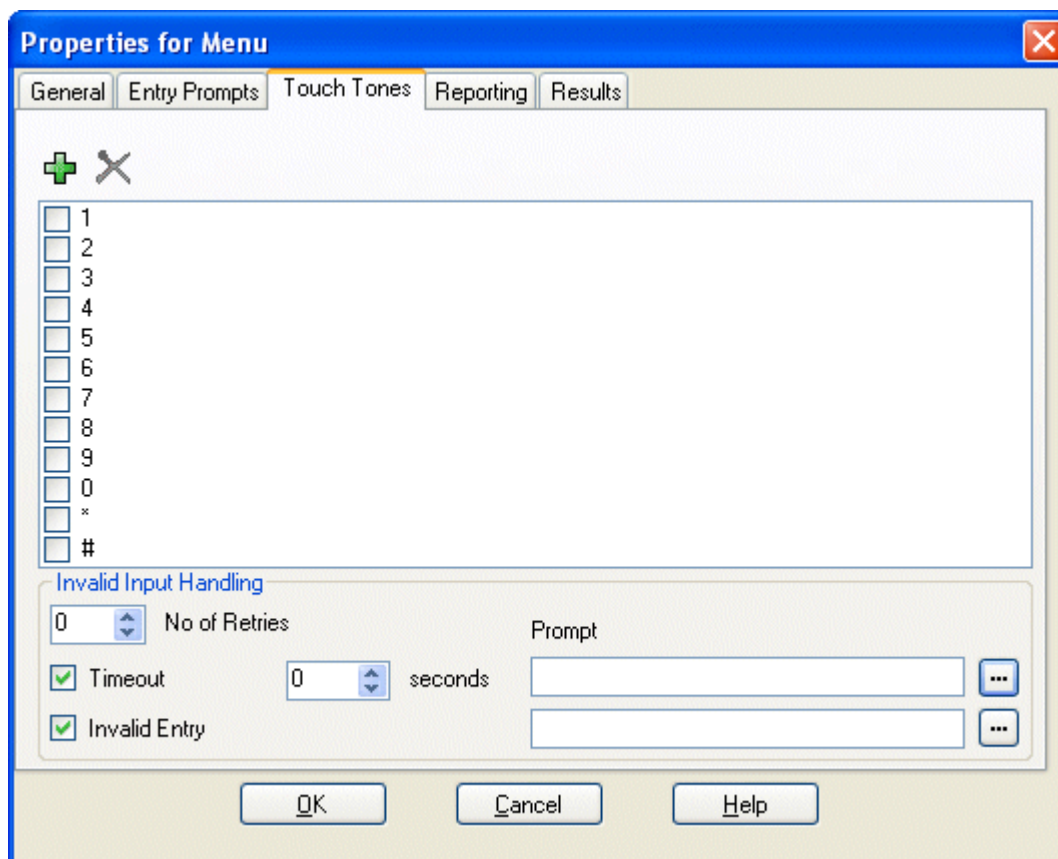 Properties for Menu
General Entry Prompts Touch Tones Reporting Results
1
2
3
4
5
6
7
8
9
0
*
#
Invalid Input Handling
0 No of Retries
Prompt
Timeout 0 seconds ...
Invalid Entry ...
OK Cancel Help